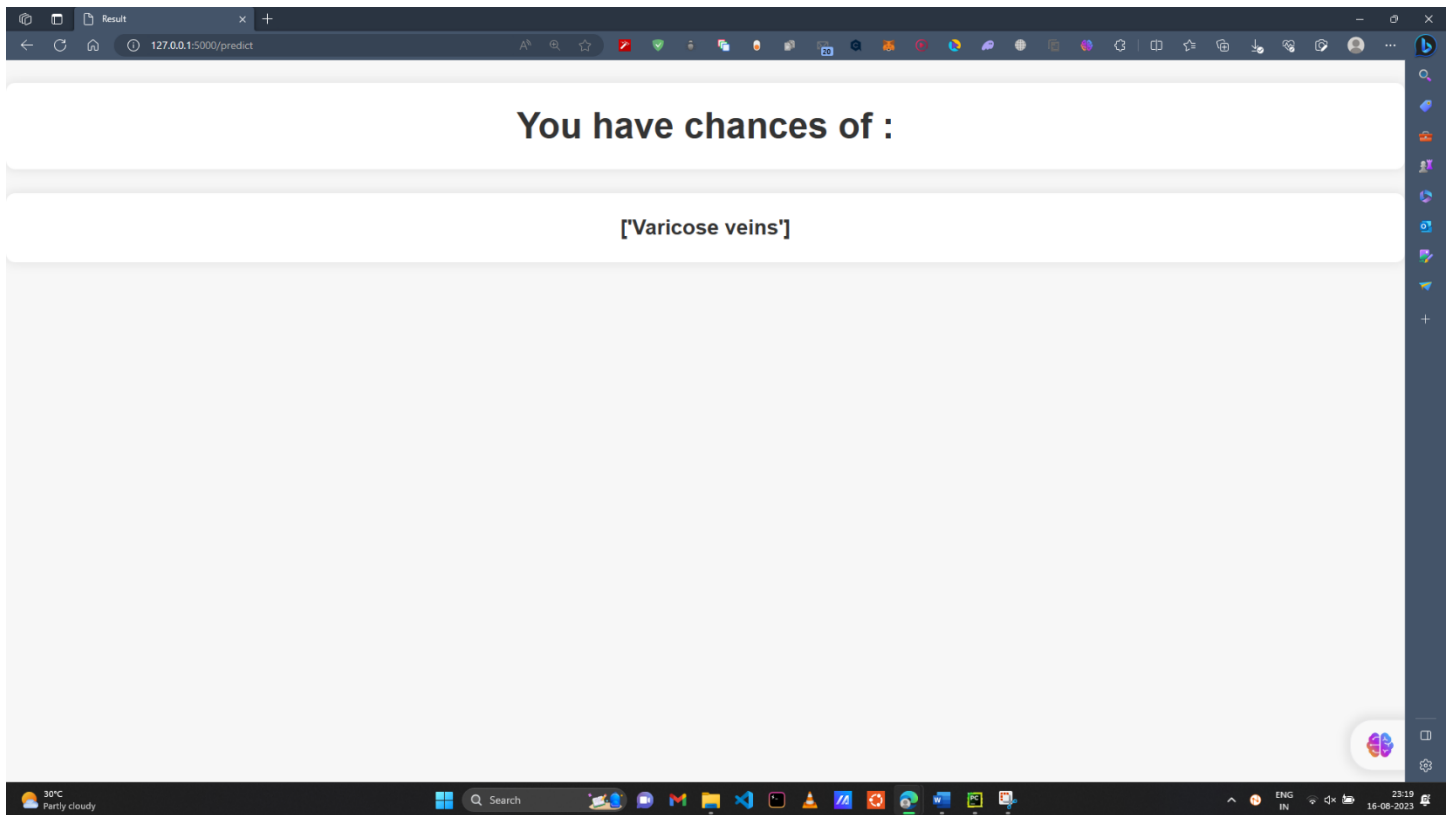 Result
127.0.0.1:5000/predict
20
You have chances of :
['Varicose veins']
30°C
Partly cloudy
Search
ENG
IN
23:19
16-08-2023